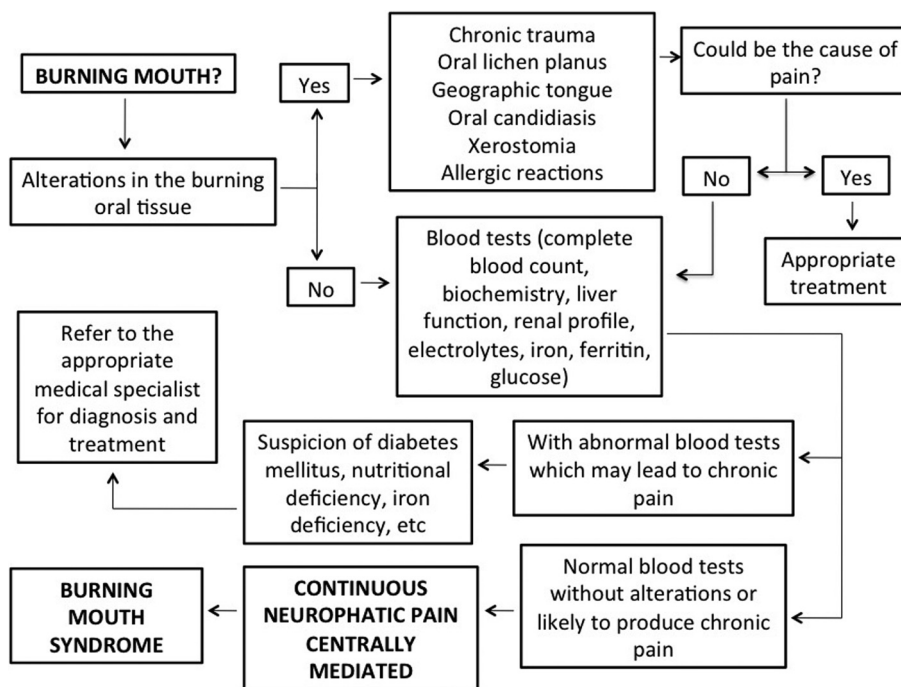 BURNING MOUTH?
Alterations in the burning
oral tissue
Yes
Chronic trauma
Oral lichen planus
Geographic tongue
Oral candidiasis
Xerostomia
Allergic reactions
Could be the cause of
pain?
No
Yes
Appropriate
treatment
No
Blood tests (complete
blood count,
biochemistry, liver
function, renal profile,
electrolytes, iron, ferritin,
glucose)
With abnormal blood tests
which may lead to chronic
pain
Suspicion of diabetes
mellitus, nutritional
deficiency, iron
deficiency, etc
Refer to the
appropriate
medical specialist
for diagnosis and
treatment
Normal blood tests
without alterations or
likely to produce chronic
pain
CONTINUOUS
NEUROPHATIC PAIN
CENTRALLY
MEDIATED
BURNING
MOUTH
SYNDROME